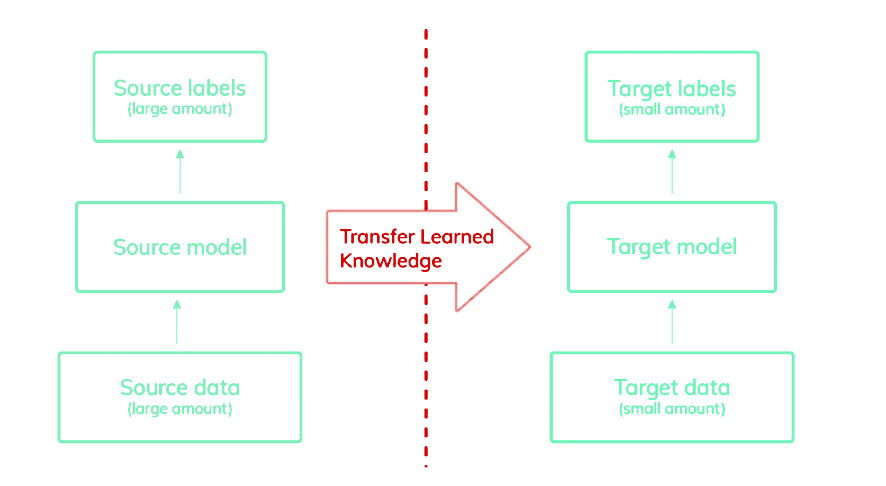 Source labels
(large amount)
Source model
Source data
(large amount)
Transfer Learned
Knowledge
Target labels
(small amount)
Target model
Target data
(small amount)